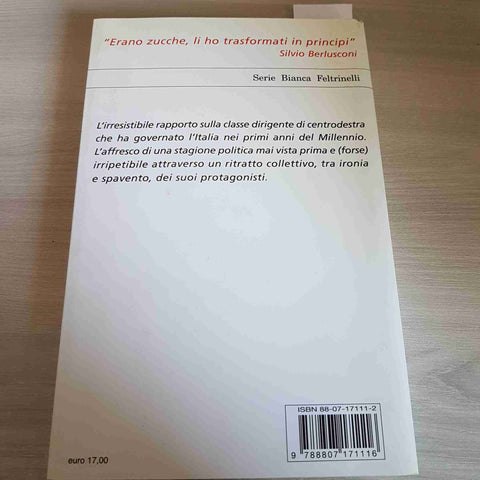 "Erano zucche, li ho trasformati in principi"
Silvio Berlusconi
Serie Bianca Feltrinelli
L'irresistibile rapporto sulla classe dirigente di centrodestra
che ha governato l'Italia nei primi anni del Millennio.
L'affresco di una stagione politica mai vista prima e (forse)
irripetibile attraverso un ritratto collettivo, tra ironia
e spavento, dei suoi protagonisti.
ISBN 88-07-17111-2
9 788807 171116
euro 17,00